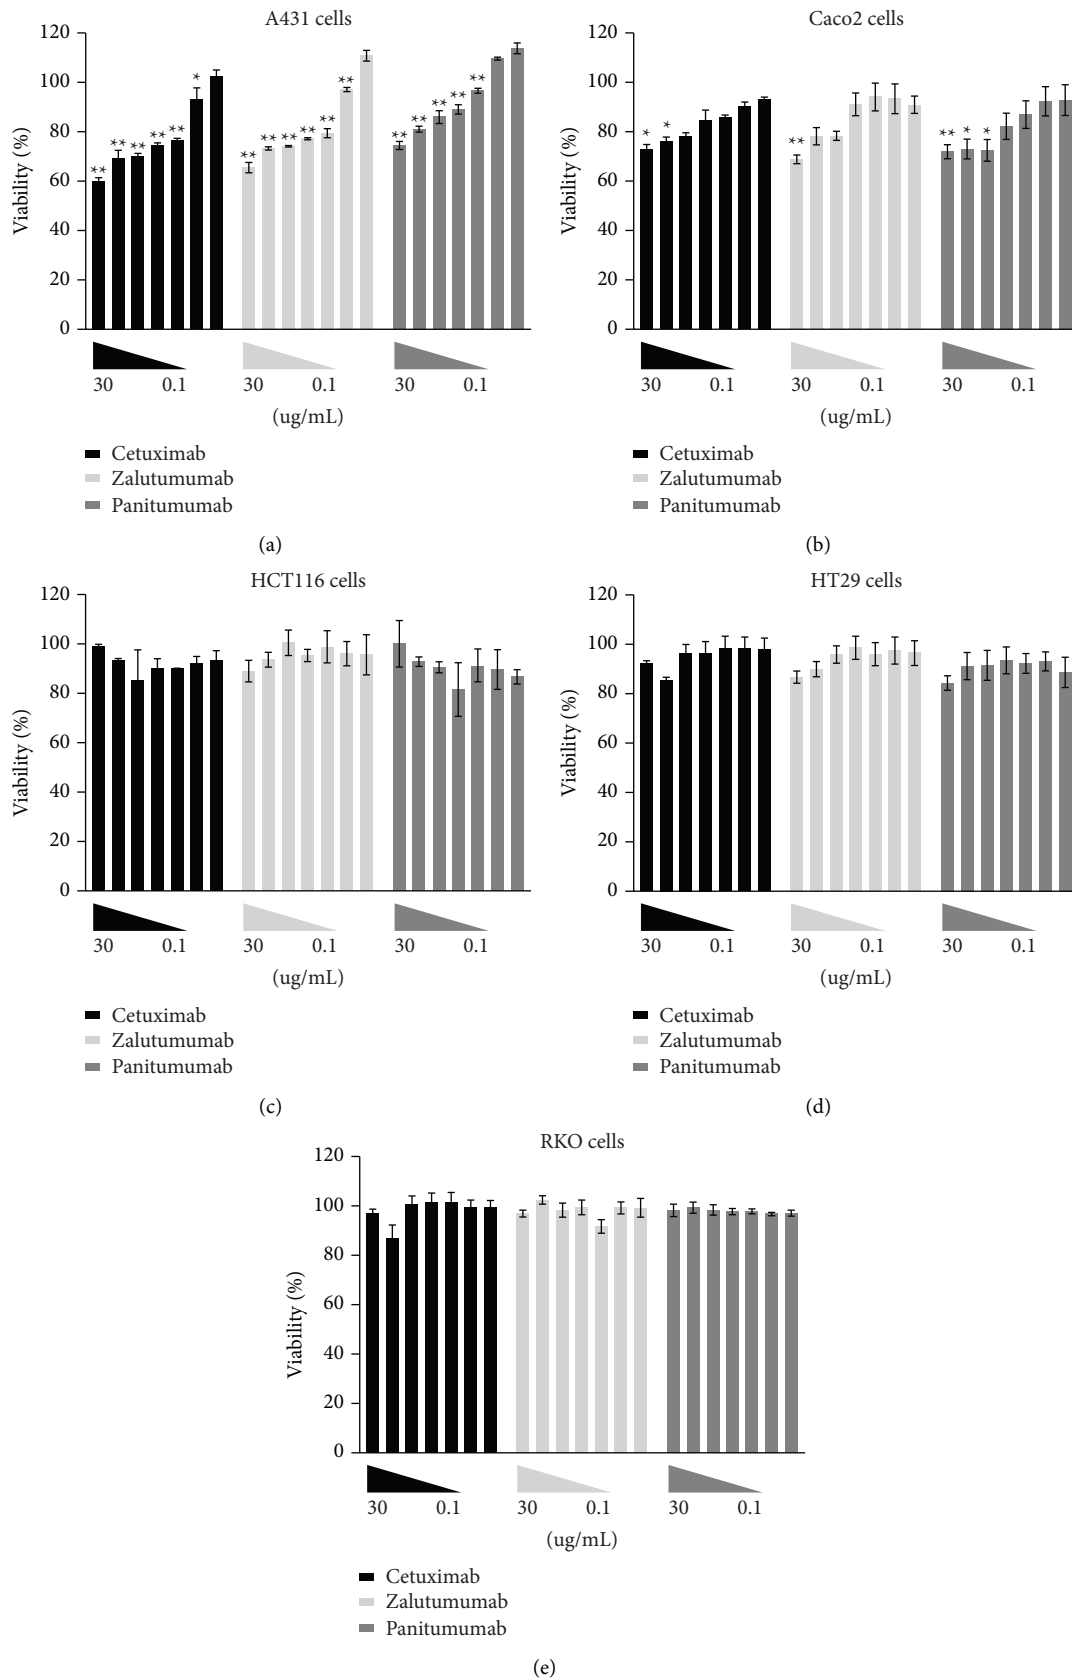 A431 cells
120
100
80
60
40
20
0
Viability (%)
** ** ** ** ** *
** ** ** ** ** **
** ** ** ** **
30 0.1 30 0.1 30 0.1
(ug/mL)
Cetuximab
Zalutumumab
Panitumumab
(a)
Caco2 cells
120
100
80
60
40
20
0
Viability (%)
* *
**
** * *
30 0.1 30 0.1 30 0.1
(ug/mL)
Cetuximab
Zalutumumab
Panitumumab
(b)
HCT116 cells
120
100
80
60
40
20
0
Viability (%)
30 0.1 30 0.1 30 0.1
(ug/mL)
Cetuximab
Zalutumumab
Panitumumab
(c)
HT29 cells
120
100
80
60
40
20
0
Viability (%)
30 0.1 30 0.1 30 0.1
(ug/mL)
Cetuximab
Zalutumumab
Panitumumab
(d)
RKO cells
120
100
80
60
40
20
0
Viability (%)
30 0.1 30 0.1 30 0.1
(ug/mL)
Cetuximab
Zalutumumab
Panitumumab
(e)